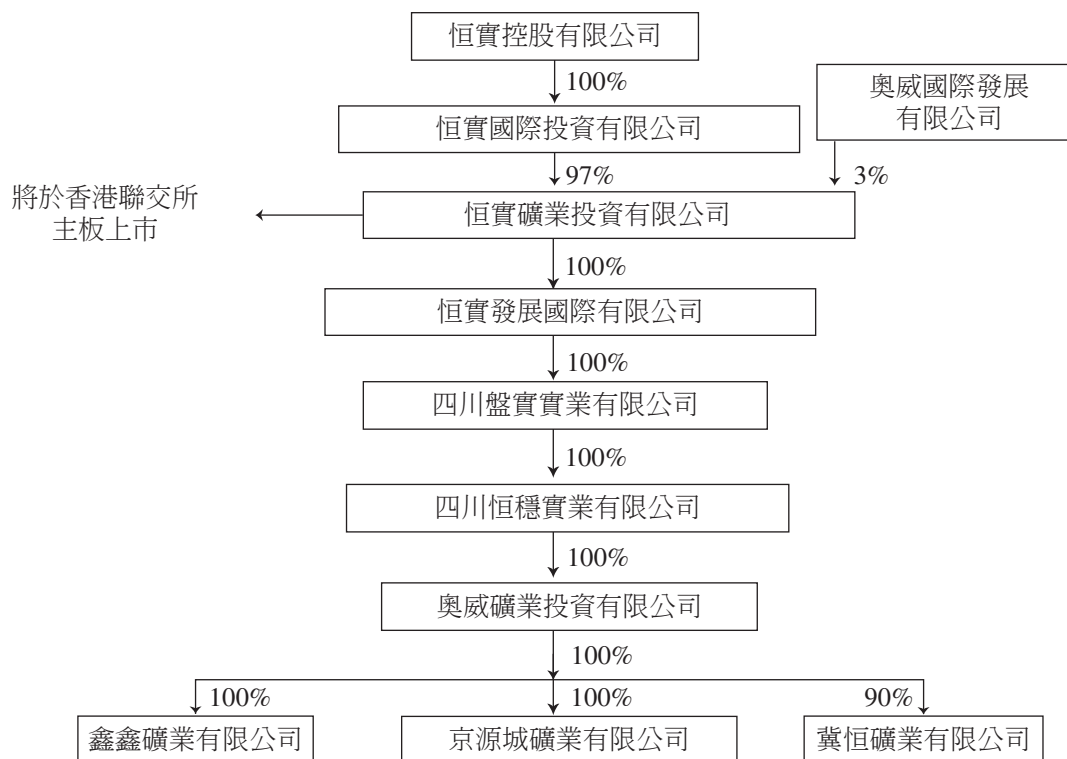 恒實控股有限公司
100%
奧威國際發展
有限公司
恒實國際投資有限公司
97%
3%
將於香港聯交所
主板上市
恒實礦業投資有限公司
100%
恒實發展國際有限公司
100%
四川盤實實業有限公司
100%
四川恒穩實業有限公司
100%
奧威礦業投資有限公司
100%
100%
100%
90%
鑫鑫礦業有限公司
京源城礦業有限公司
冀恒礦業有限公司